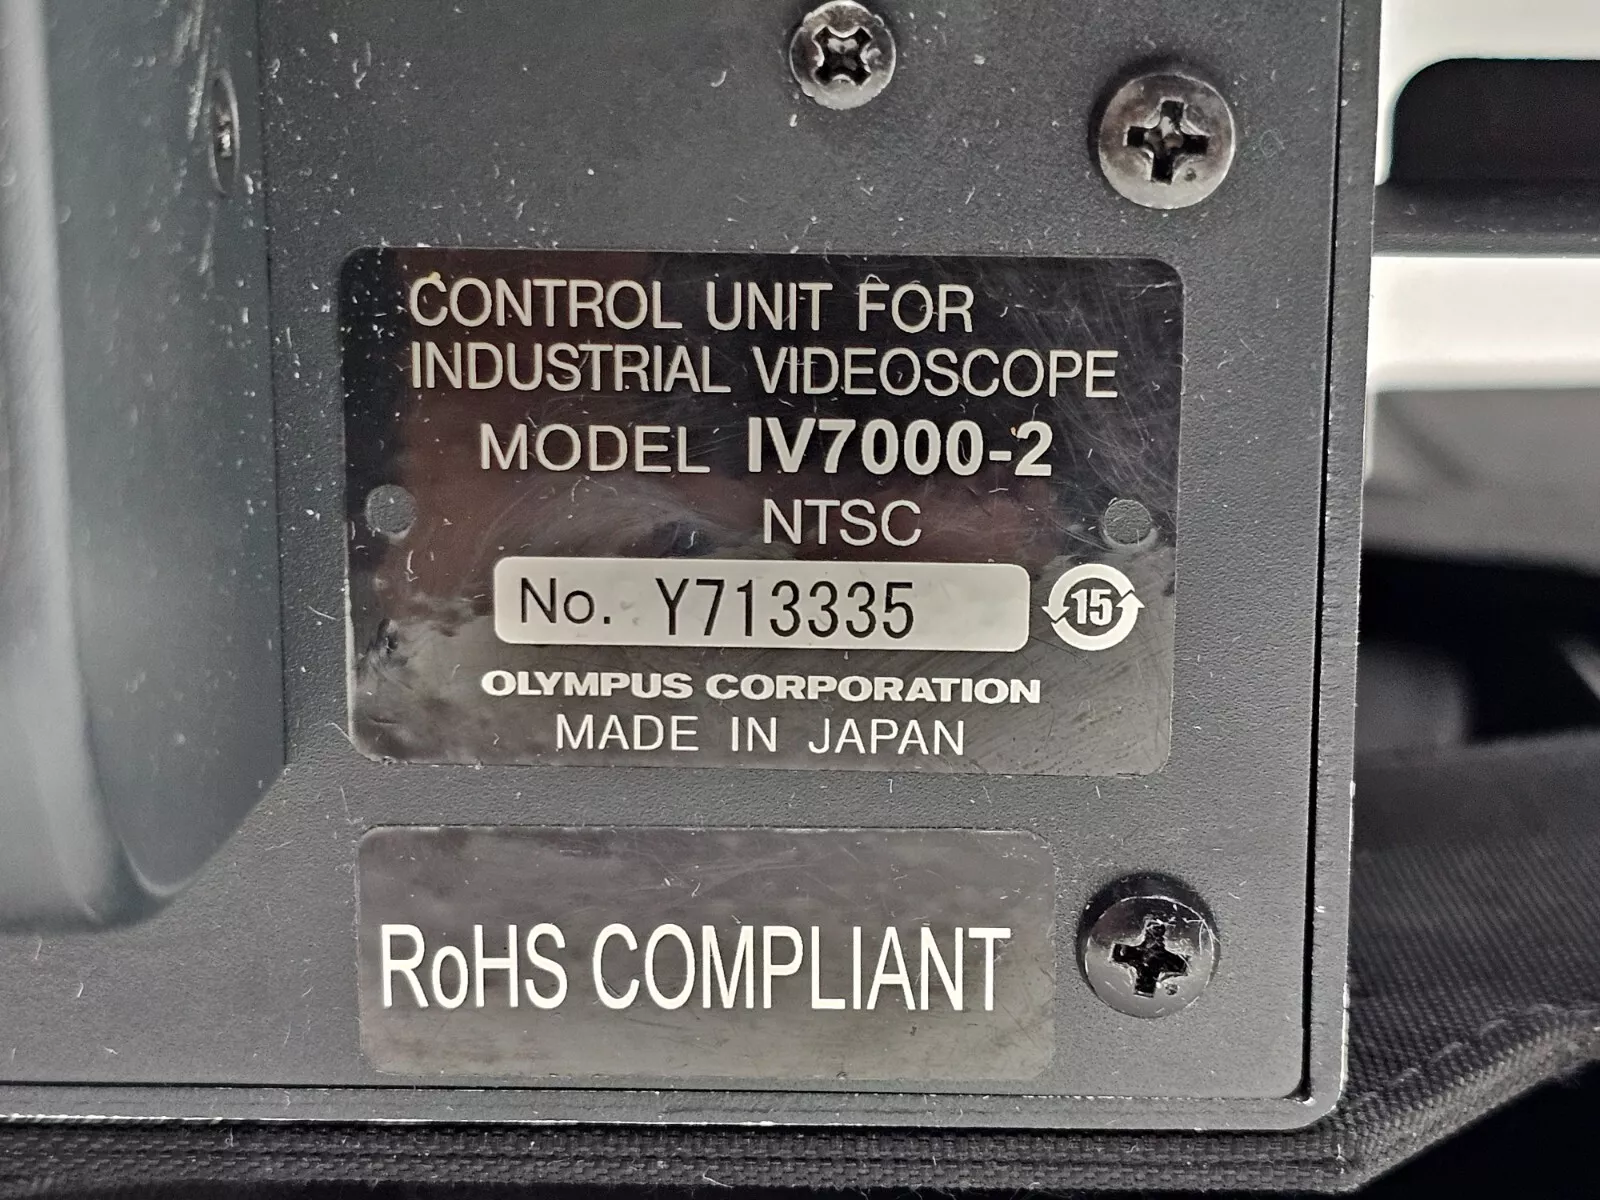 CONTROL UNIT FOR
INDUSTRIAL VIDEOSCOPE
MODEL IV7000-2
NTSC
No. Y713335
15
OLYMPUS CORPORATION
MADE IN JAPAN
RoHS COMPLIANT